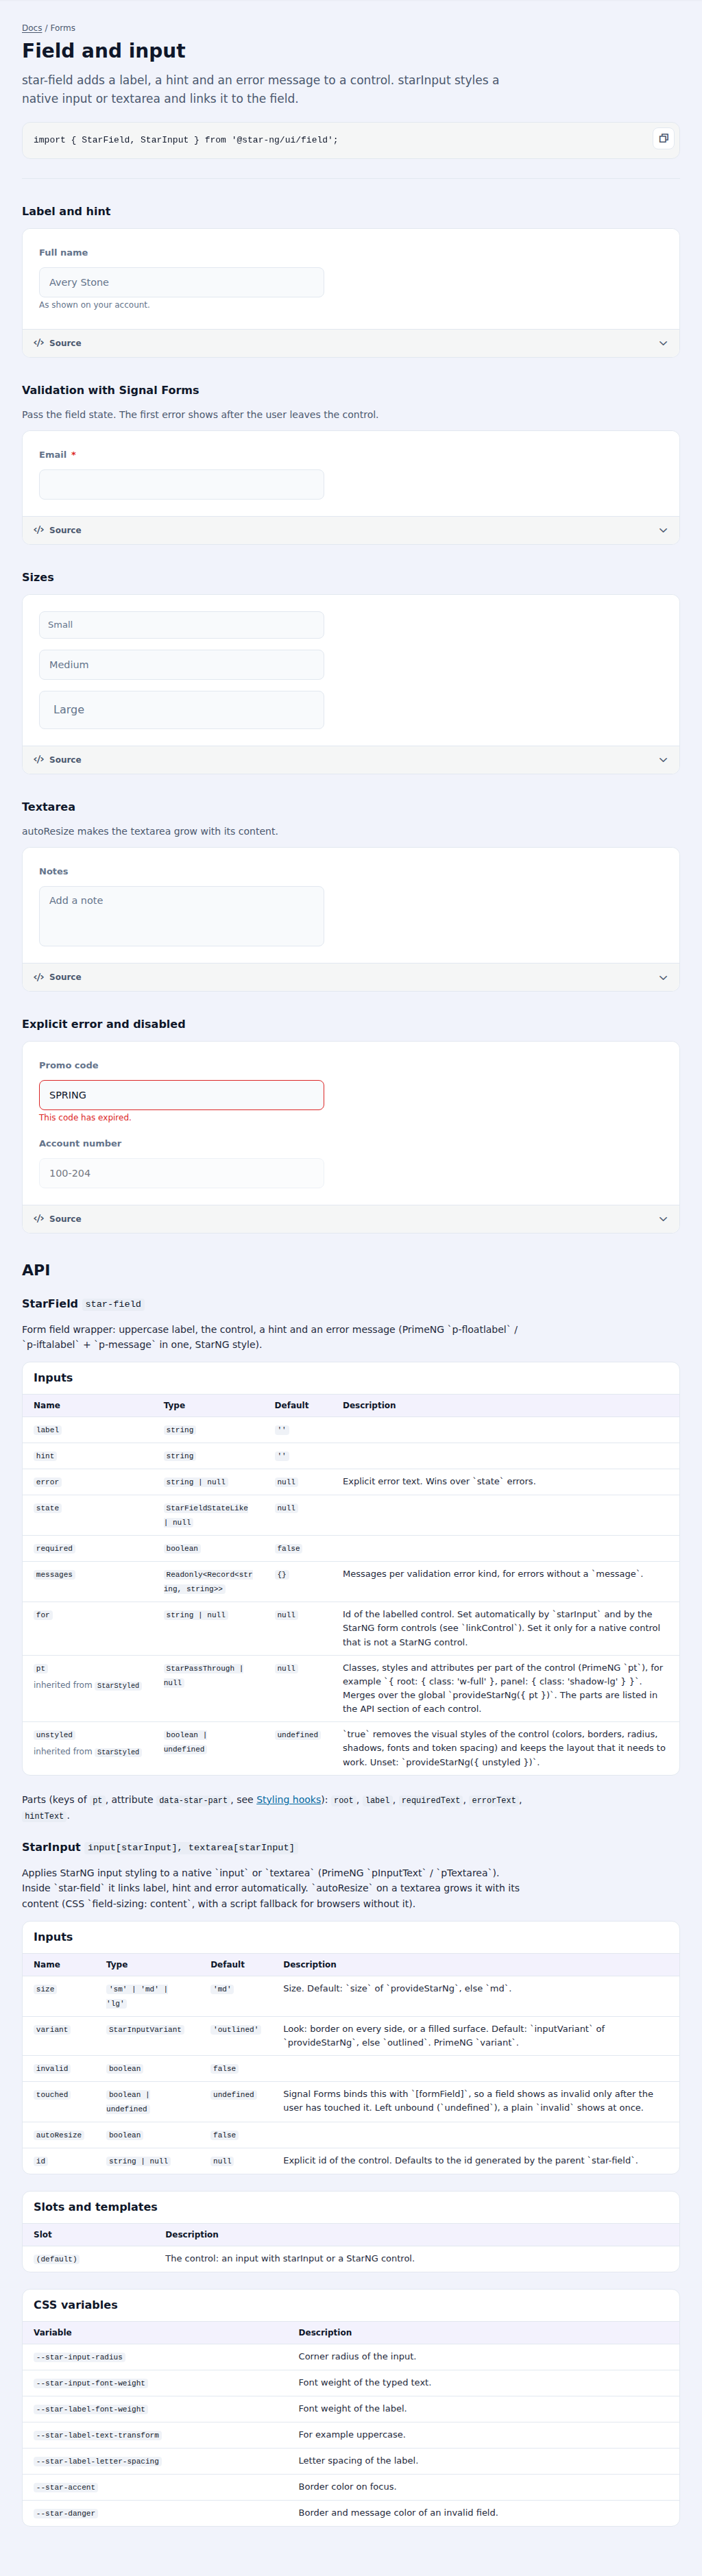 Docs / Forms
Field and input
star-field adds a label, a hint and an error message to a control. starInput styles a
native input or textarea and links it to the field.
import { StarField, StarInput } from '@star-ng/ui/field';
Label and hint
Full name
Avery Stone
As shown on your account.
</> Source
Validation with Signal Forms
Pass the field state. The first error shows after the user leaves the control.
Email *
</> Source
Sizes
Small
Medium
Large
</> Source
Textarea
autoResize makes the textarea grow with its content.
Notes
Add a note
</> Source
Explicit error and disabled
Promo code
SPRING
This code has expired.
Account number
100-204
</> Source
API
StarField star-field
Form field wrapper: uppercase label, the control, a hint and an error message (PrimeNG `p-floatlabel` /
`p-iftalabel` + `p-message` in one, StarNG style).
Inputs
Name Type Default Description
label string ''
hint string ''
error string | null null Explicit error text. Wins over `state` errors.
state StarFieldStateLike null
| null
required boolean false
messages Readonly<Record<str {} Messages per validation error kind, for errors without a `message`.
ing, string>>
for string | null null Id of the labelled control. Set automatically by `starInput` and by the
StarNG form controls (see `linkControl`). Set it only for a native control
that is not a StarNG control.
pt StarPassThrough | null Classes, styles and attributes per part of the control (PrimeNG `pt`), for
inherited from StarStyled null example `{ root: { class: 'w-full' }, panel: { class: 'shadow-lg' } }`.
Merges over the global `provideStarNg({ pt })`. The parts are listed in
the API section of each control.
unstyled boolean | undefined `true` removes the visual styles of the control (colors, borders, radius,
inherited from StarStyled undefined shadows, fonts and token spacing) and keeps the layout that it needs to
work. Unset: `provideStarNg({ unstyled })`.
Parts (keys of pt, attribute data-star-part, see Styling hooks): root, label, requiredText, errorText,
hintText.
StarInput input[starInput], textarea[starInput]
Applies StarNG input styling to a native `input` or `textarea` (PrimeNG `pInputText` / `pTextarea`).
Inside `star-field` it links label, hint and error automatically. `autoResize` on a textarea grows it with its
content (CSS `field-sizing: content`, with a script fallback for browsers without it).
Inputs
Name Type Default Description
size 'sm' | 'md' | 'md' Size. Default: `size` of `provideStarNg`, else `md`.
'lg'
variant StarInputVariant 'outlined' Look: border on every side, or a filled surface. Default: `inputVariant` of
`provideStarNg`, else `outlined`. PrimeNG `variant`.
invalid boolean false
touched boolean | undefined Signal Forms binds this with `[formField]`, so a field shows as invalid only after the
undefined user has touched it. Left unbound (`undefined`), a plain `invalid` shows at once.
autoResize boolean false
id string | null null Explicit id of the control. Defaults to the id generated by the parent `star-field`.
Slots and templates
Slot Description
(default) The control: an input with starInput or a StarNG control.
CSS variables
Variable Description
--star-input-radius Corner radius of the input.
--star-input-font-weight Font weight of the typed text.
--star-label-font-weight Font weight of the label.
--star-label-text-transform For example uppercase.
--star-label-letter-spacing Letter spacing of the label.
--star-accent Border color on focus.
--star-danger Border and message color of an invalid field.